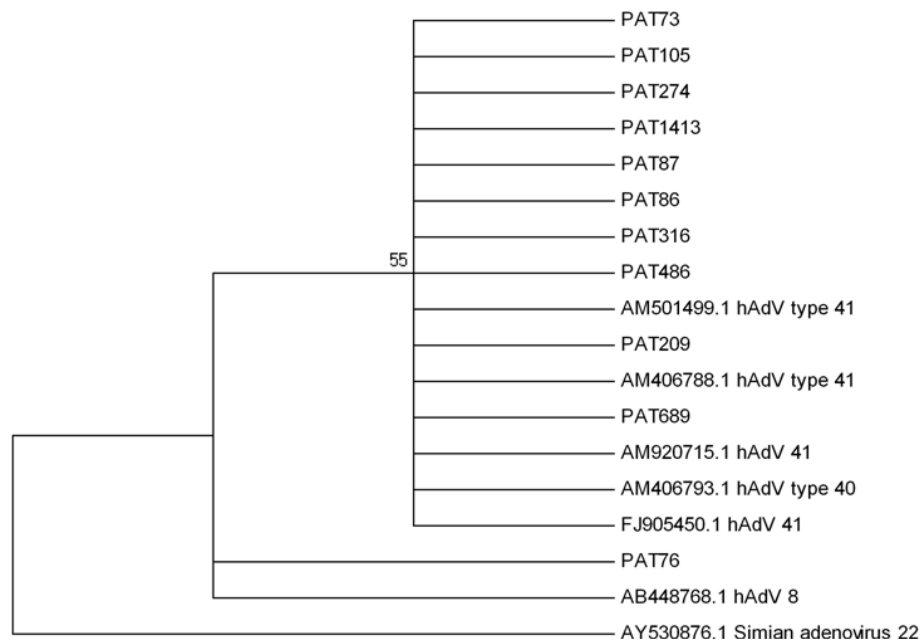 PAT73
PAT105
PAT274
PAT1413
PAT87
PAT86
PAT316
55
PAT486
AM501499.1 hAdV type 41
PAT209
AM406788.1 hAdV type 41
PAT689
AM920715.1 hAdV 41
AM406793.1 hAdV type 40
FJ905450.1 hAdV 41
PAT76
AB448768.1 hAdV 8
AY530876.1 Simian adenovirus 22